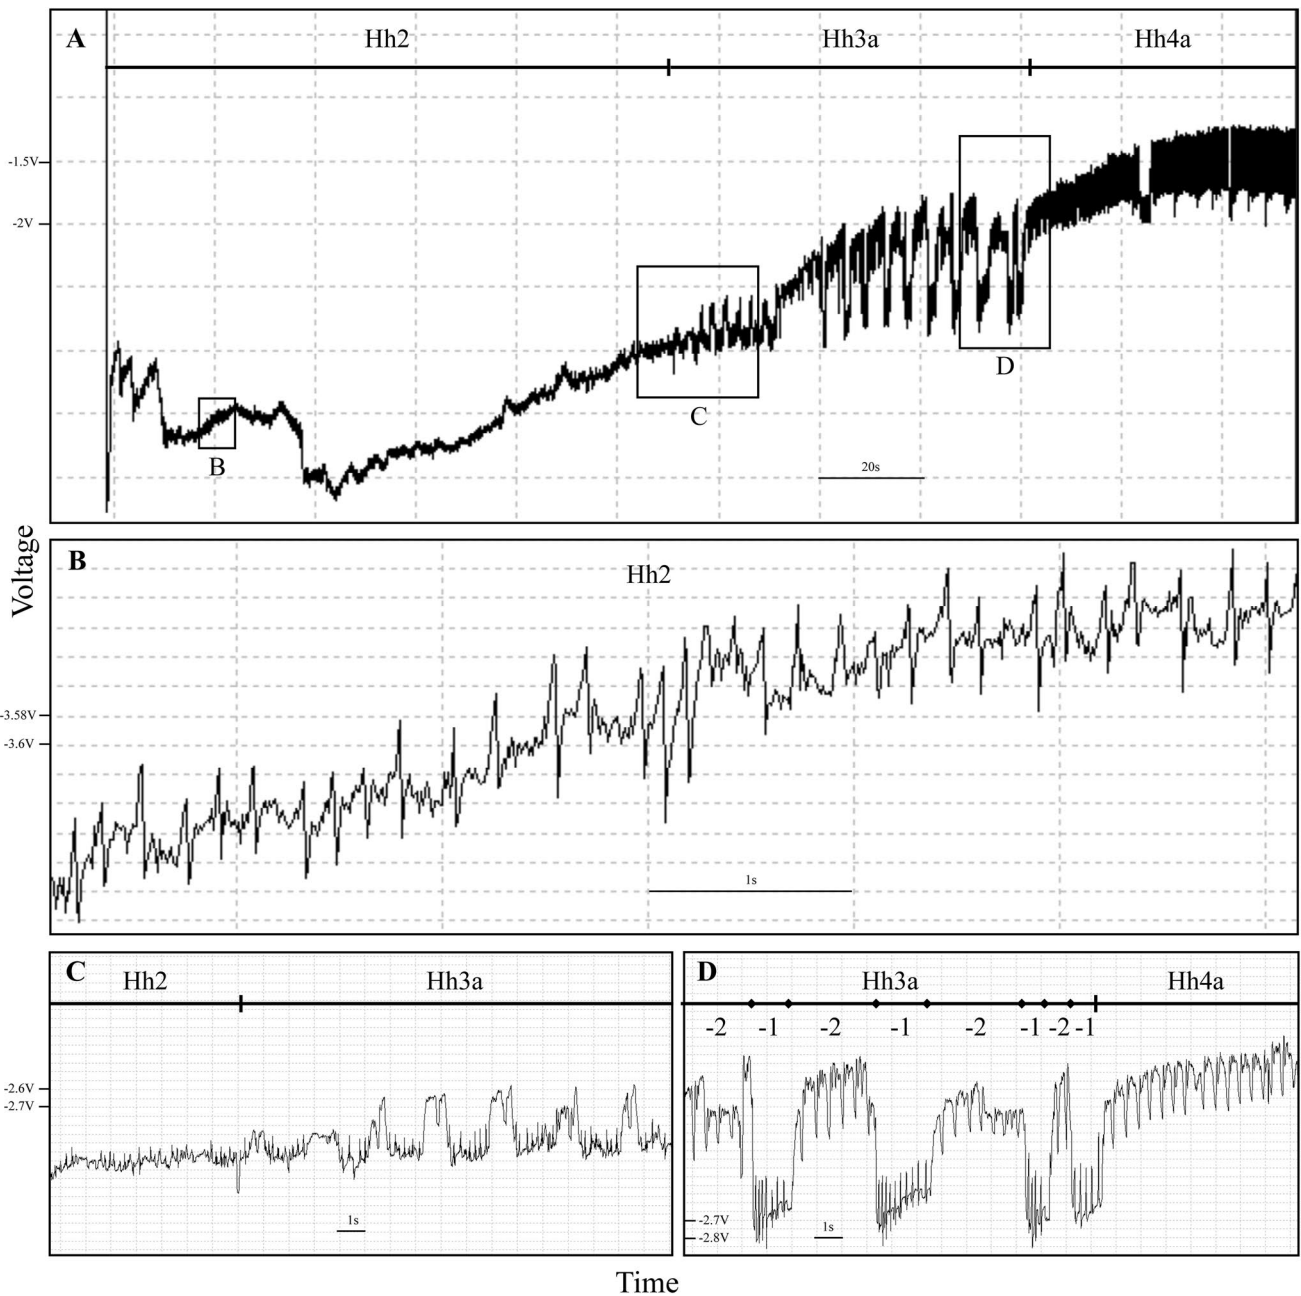 A
Hh2 Hh3a Hh4a
-1.5V
-2V
B
C
D
20s
Voltage
B
Hh2
-3.58V
-3.6V
1s
C
Hh2 Hh3a
-2.6V
-2.7V
1s
D
Hh3a Hh4a
-2 -1 -2 -1 -2 -1 -2 -1
-2.7V
-2.8V
1s
Time